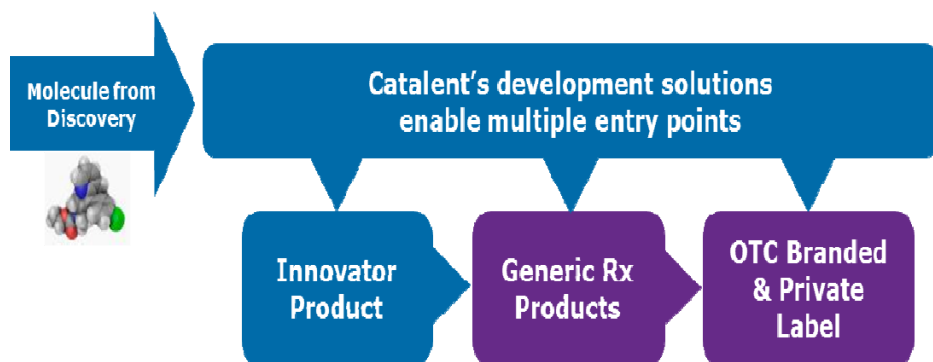 Molecule from
Discovery
Catalent’s development solutions
enable multiple entry points
Innovator
Product
Generic Rx
Products
OTC Branded
& Private
Label